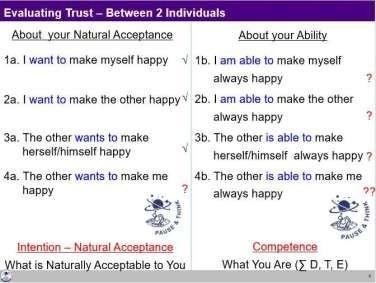 Evaluating Trust – Between 2 Individuals
About your Natural Acceptance
1a. I want to make myself happy √
2a. I want to make the other happy √
3a. The other wants to make
herself/himself happy √
4a. The other wants to make me
happy ?
PAUSE & THINK
Intention – Natural Acceptance
What is Naturally Acceptable to You
About your Ability
1b. I am able to make myself
always happy ?
2b. I am able to make the other
always happy ?
3b. The other is able to make
herself/himself always happy ?
4b. The other is able to make me
always happy ??
PAUSE & THINK
Competence
What You Are (∑ D, T, E)